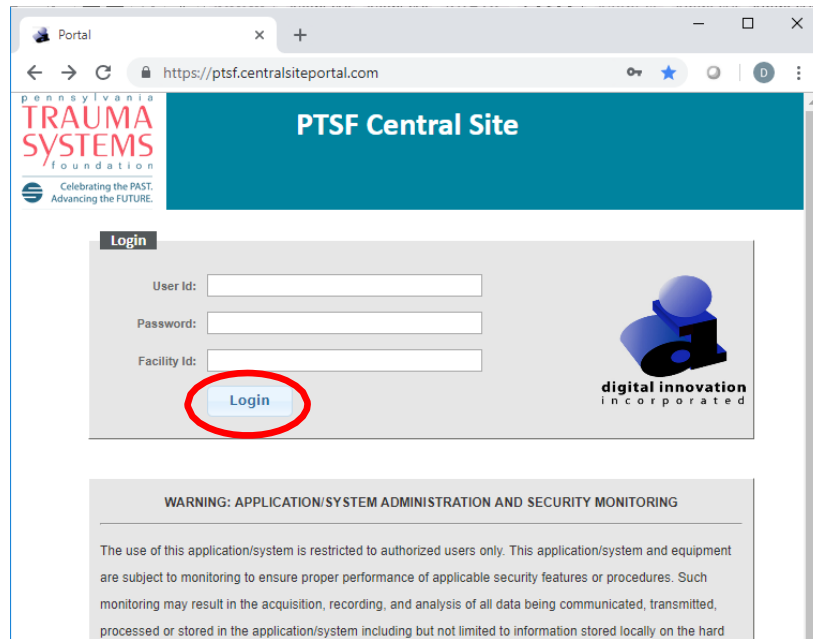 Portal
https://ptsf.centralsiteportal.com
D
pennsylvania
TRAUMA
SYSTEMS
foundation
Celebrating the PAST.
Advancing the FUTURE.
PTSF Central Site
Login
User Id:
Password:
Facility Id:
Login
digital innovation
incorporated
WARNING: APPLICATION/SYSTEM ADMINISTRATION AND SECURITY MONITORING
The use of this application/system is restricted to authorized users only. This application/system and equipment
are subject to monitoring to ensure proper performance of applicable security features or procedures. Such
monitoring may result in the acquisition, recording, and analysis of all data being communicated, transmitted,
processed or stored in the application/system including but not limited to information stored locally on the hard